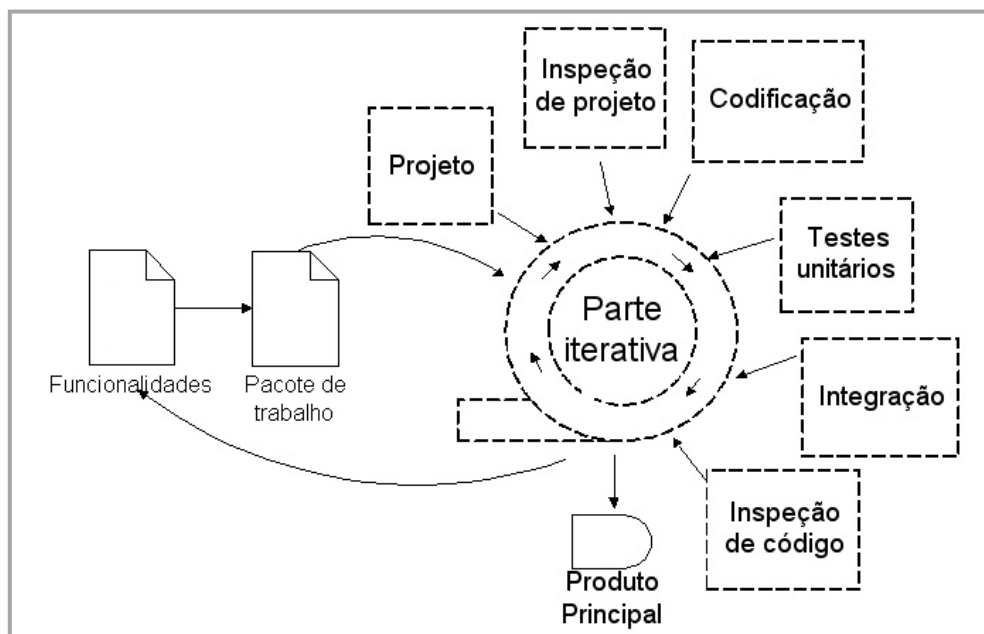 Inspeção
de projeto
Codificação
Projeto
Testes
unitários
Parte
iterativa
Funcionalidades
Pacote de
trabalho
Integração
Inspeção
de código
Produto
Principal